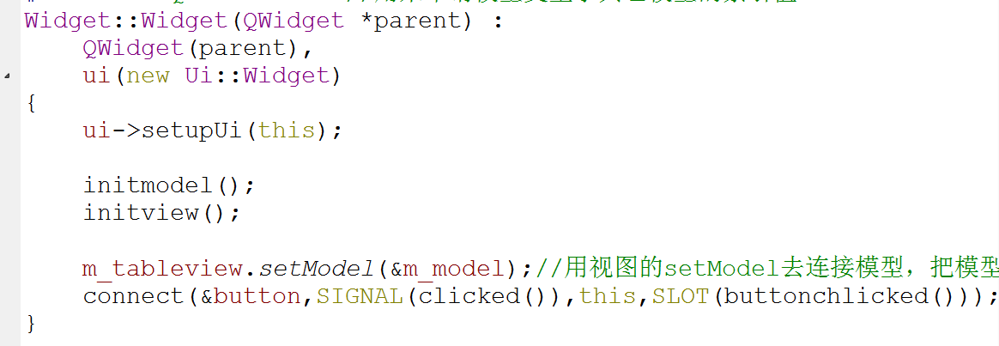 Widget::Widget(QWidget *parent) :
    QWidget(parent),
    ui(new Ui::Widget)
{
    ui->setupUi(this);
    initmodel();
    initview();
    m_tableview.setModel(&m_model);//用视图的setModel去连接模型，把模型
    connect(&button,SIGNAL(clicked()),this,SLOT(buttonchlicked()));
}